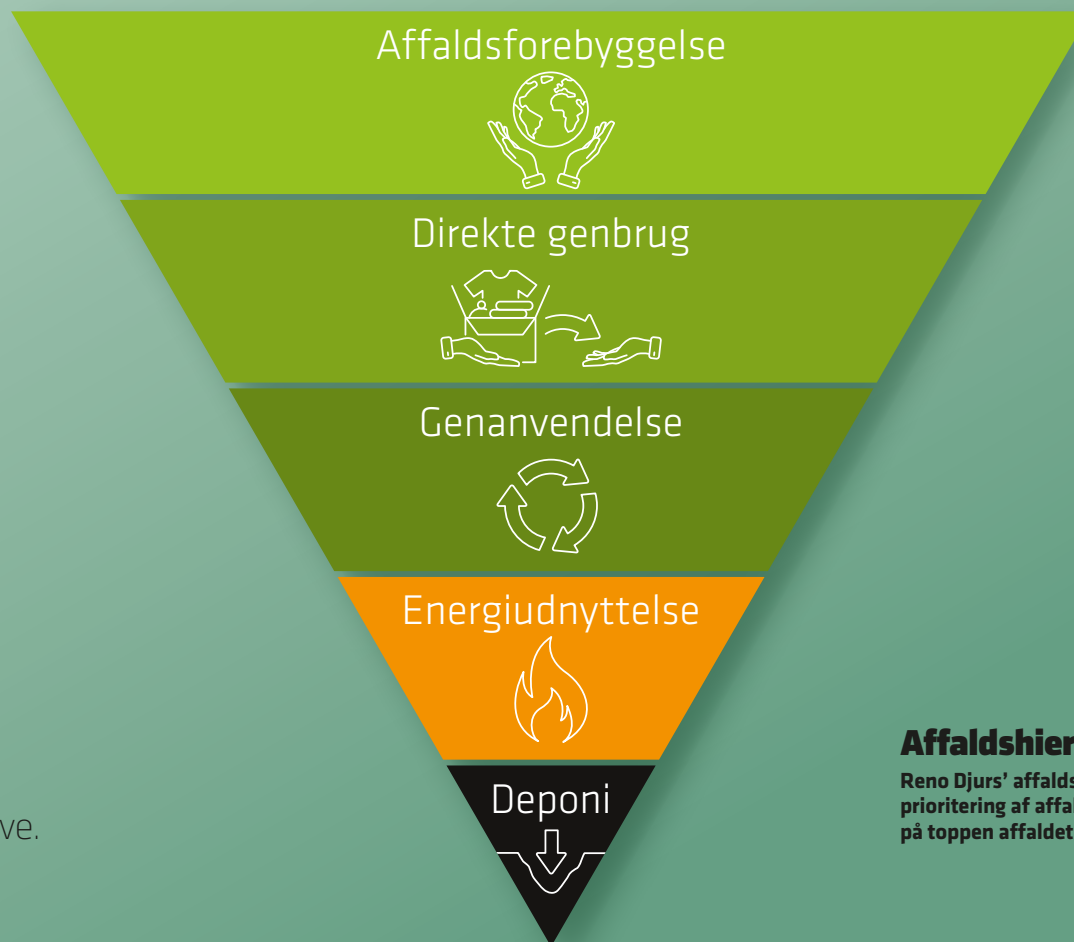 Affaldsforebyggelse
Direkte genbrug
Genanvendelse
Energiudnyttelse
Deponi
ve.
Affaldshier
Reno Djurs’ affalds
prioritering af affal
på toppen affaldet